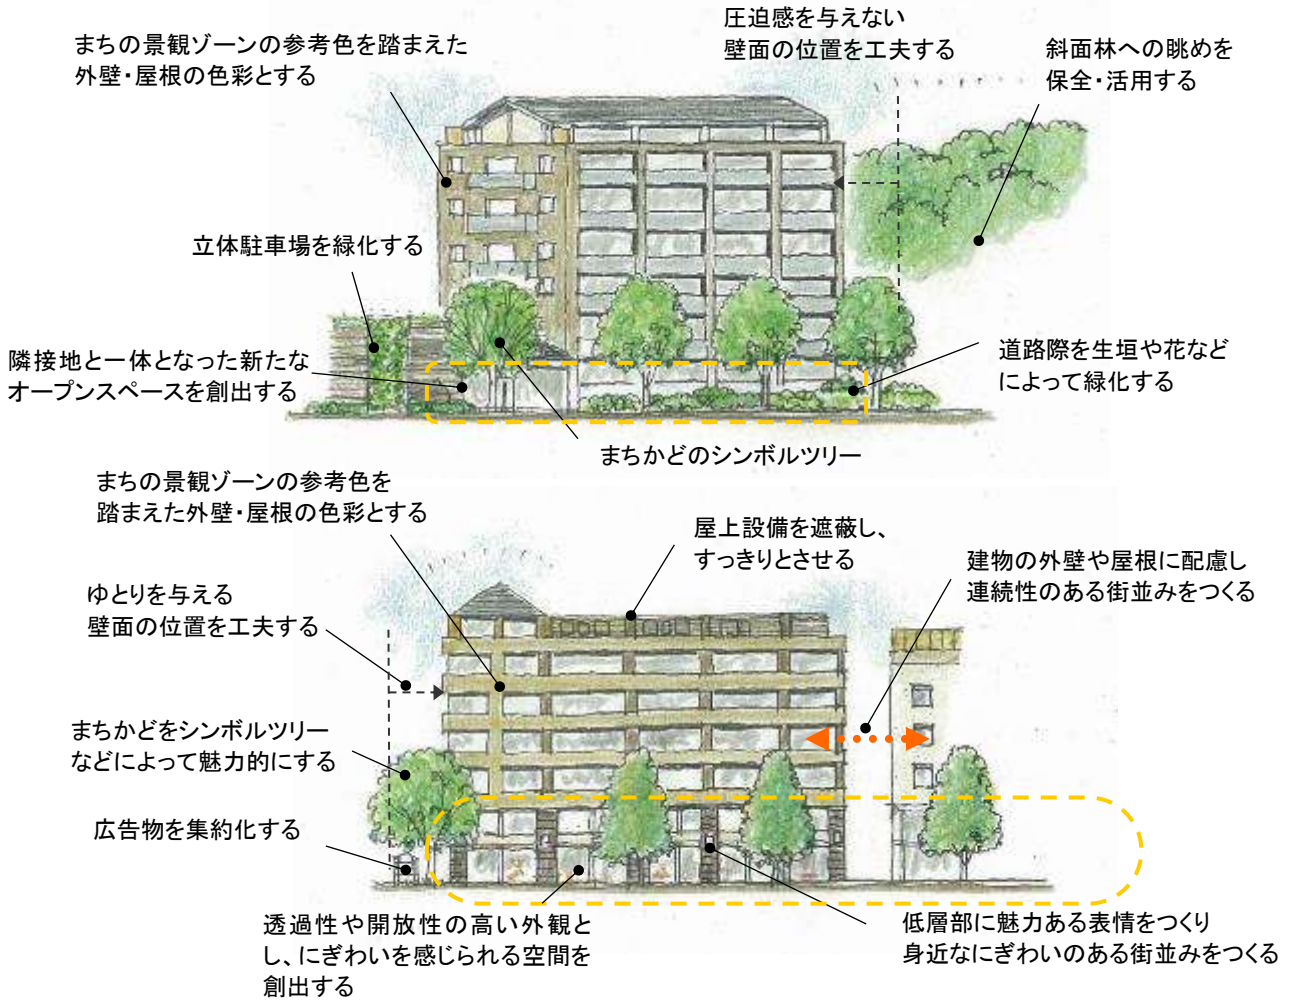 圧迫感を与えない
壁面の位置を工夫する
まちの景観ゾーンの参考色を踏まえた
外壁・屋根の色彩とする
斜面林への眺めを
保全・活用する
立体駐車場を緑化する
隣接地と一体となった新たな
オープンスペースを創出する
道路際を生垣や花など
によって緑化する
まちかどのシンボルツリー
まちの景観ゾーンの参考色を
踏まえた外壁・屋根の色彩とする
屋上設備を遮蔽し、
すっきりとさせる
建物の外壁や屋根に配慮し
連続性のある街並みをつくる
ゆとりを与える
壁面の位置を工夫する
まちかどをシンボルツリー
などによって魅力的にする
広告物を集約化する
透過性や開放性の高い外観と
し、にぎわいを感じられる空間を
創出する
低層部に魅力ある表情をつくり
身近なにぎわいのある街並みをつくる